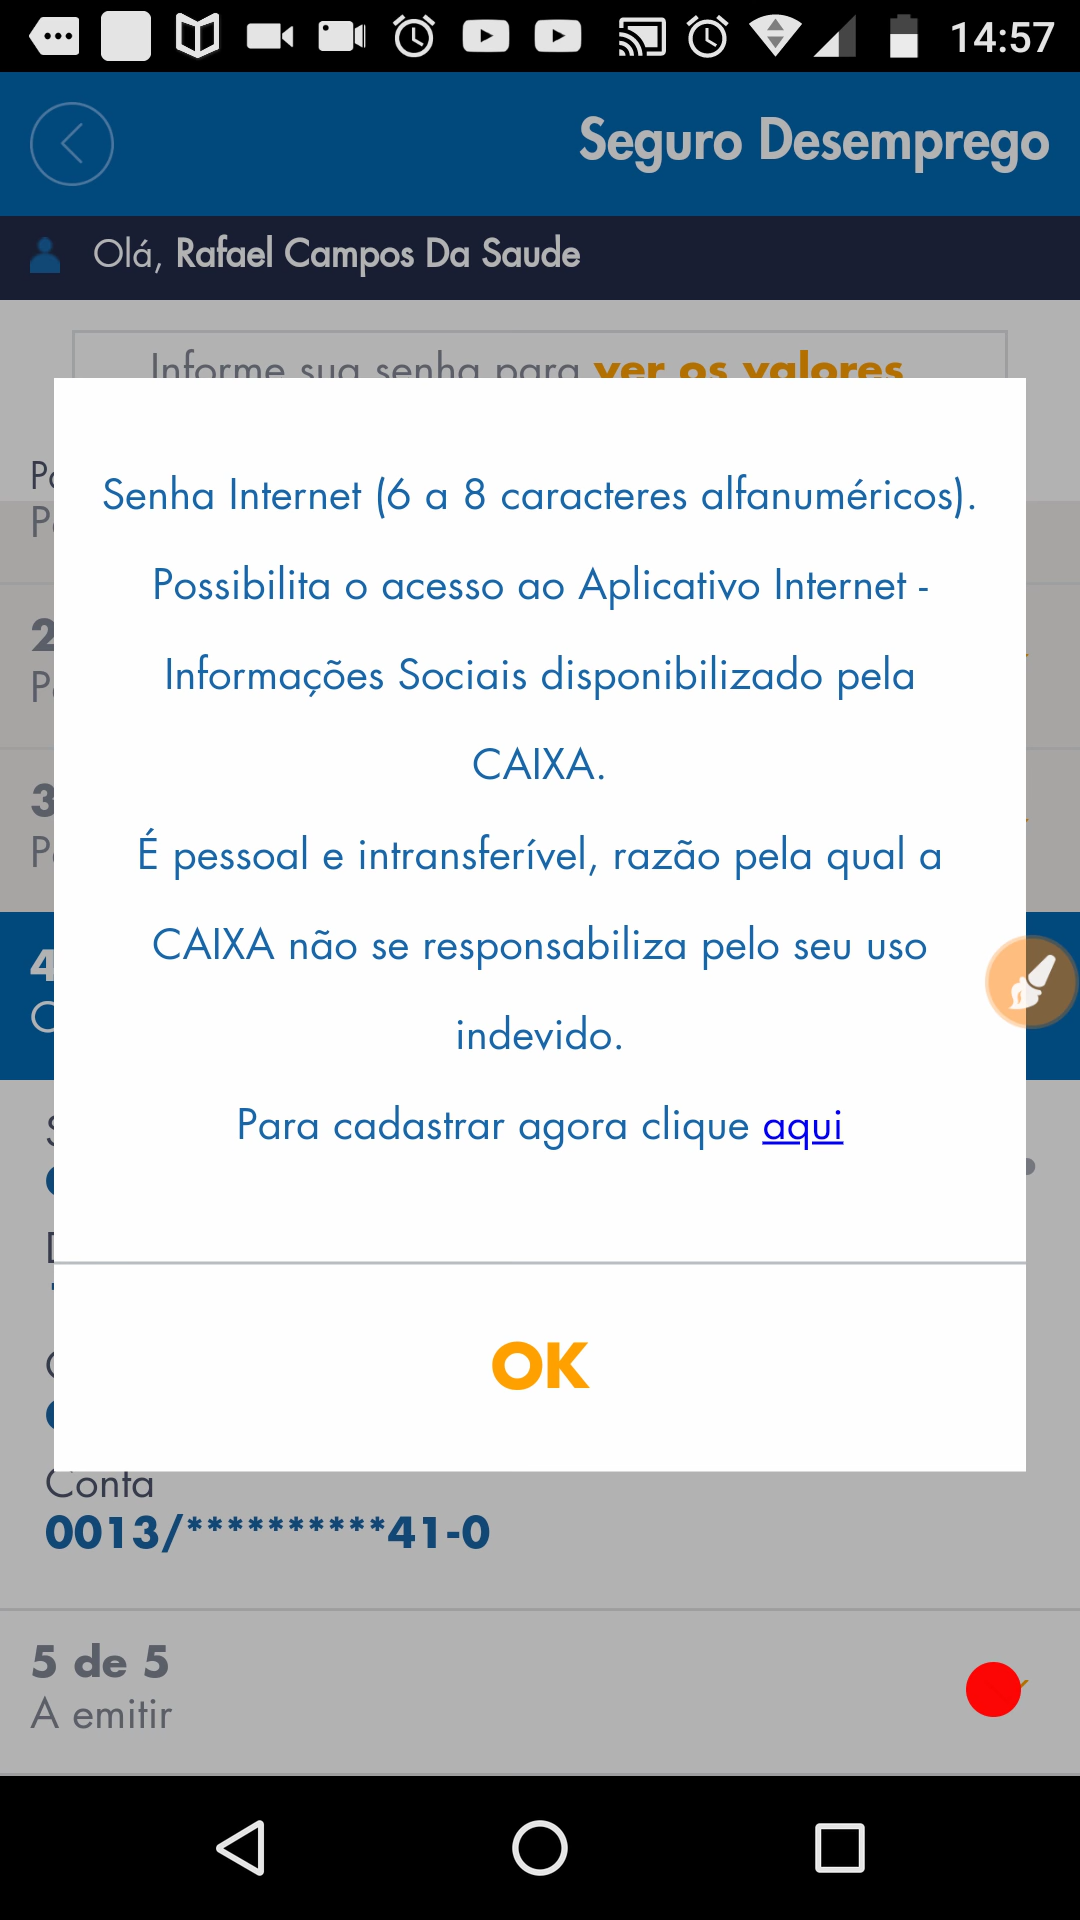 14:57
Seguro Desemprego
Olá, Rafael Campos Da Saude
Informe sua senha para ver os valores
Senha Internet (6 a 8 caracteres alfanuméricos).
Possibilita o acesso ao Aplicativo Internet -
Informações Sociais disponibilizado pela
CAIXA.
É pessoal e intransferível, razão pela qual a
CAIXA não se responsabiliza pelo seu uso
indevido.
Para cadastrar agora clique aqui
OK
2
3
4
Conta
0013/**********41-0
5 de 5
A emitir